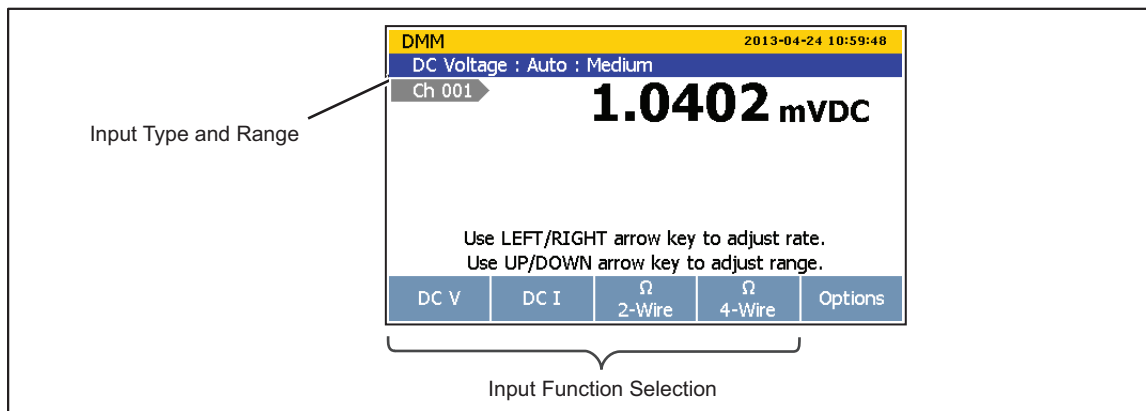 DMM 2013-04-24 10:59:48
DC Voltage : Auto : Medium
Ch 001
1.0402 mVDC
Input Type and Range
Use LEFT/RIGHT arrow key to adjust rate.
Use UP/DOWN arrow key to adjust range.
DC V DC I Ω 2-Wire Ω 4-Wire Options
Input Function Selection